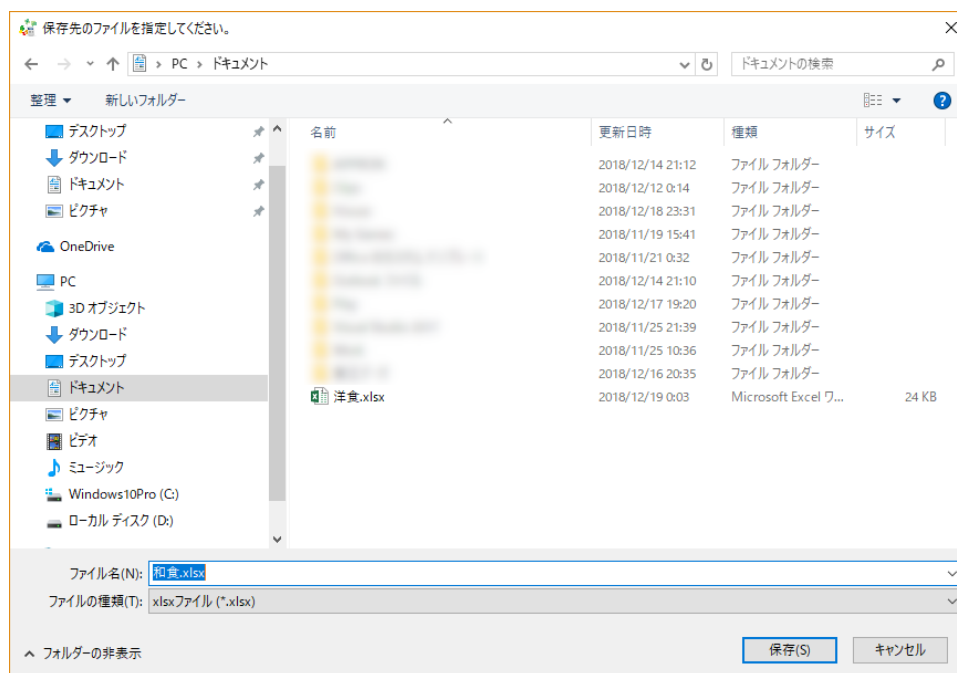 保存先のファイルを指定してください。
PC › ドキュメント
ドキュメントの検索
整理 新しいフォルダー
デスクトップ
ダウンロード
ドキュメント
ピクチャ
OneDrive
PC
3D オブジェクト
ダウンロード
デスクトップ
ドキュメント
ピクチャ
ビデオ
ミュージック
Windows10Pro (C:)
ローカル ディスク (D:)
名前 更新日時 種類 サイズ
2018/12/14 21:12 ファイル フォルダー
2018/12/12 0:14 ファイル フォルダー
2018/12/18 23:31 ファイル フォルダー
2018/11/19 15:41 ファイル フォルダー
2018/11/21 0:32 ファイル フォルダー
2018/12/14 21:10 ファイル フォルダー
2018/12/17 19:20 ファイル フォルダー
2018/11/25 21:39 ファイル フォルダー
2018/11/25 10:36 ファイル フォルダー
2018/12/16 20:35 ファイル フォルダー
洋食.xlsx 2018/12/19 0:03 Microsoft Excel ワ... 24 KB
ファイル名(N): 和食.xlsx
ファイルの種類(T): xlsxファイル (*.xlsx)
フォルダーの非表示
保存(S) キャンセル